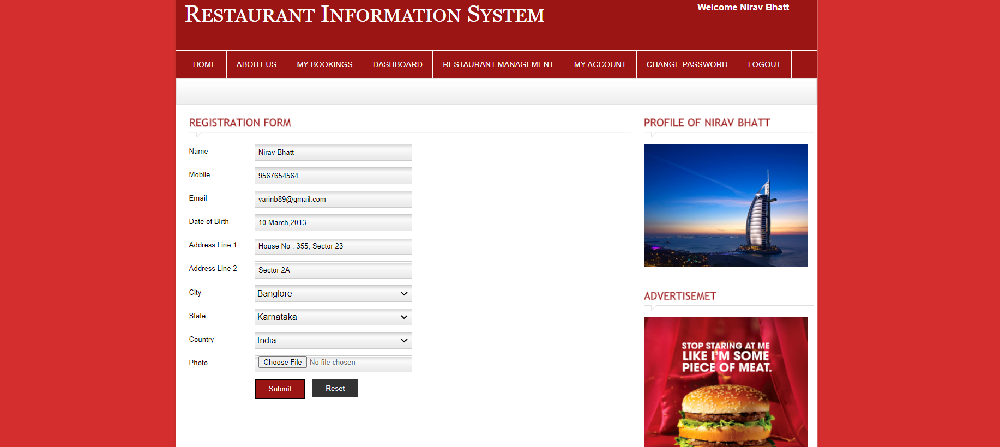 RESTAURANT INFORMATION SYSTEM
Welcome Nirav Bhatt
HOME ABOUT US MY BOOKINGS DASHBOARD RESTAURANT MANAGEMENT MY ACCOUNT CHANGE PASSWORD LOGOUT
REGISTRATION FORM
Name Nirav Bhatt
Mobile 9567654564
Email varinb89@gmail.com
Date of Birth 10 March,2013
Address Line 1 House No : 355, Sector 23
Address Line 2 Sector 2A
City Banglore
State Karnataka
Country India
Photo Choose File No file chosen
Submit Reset
PROFILE OF NIRAV BHATT
ADVERTISEMET
STOP STARING AT ME
LIKE I'M SOME
PIECE OF MEAT.